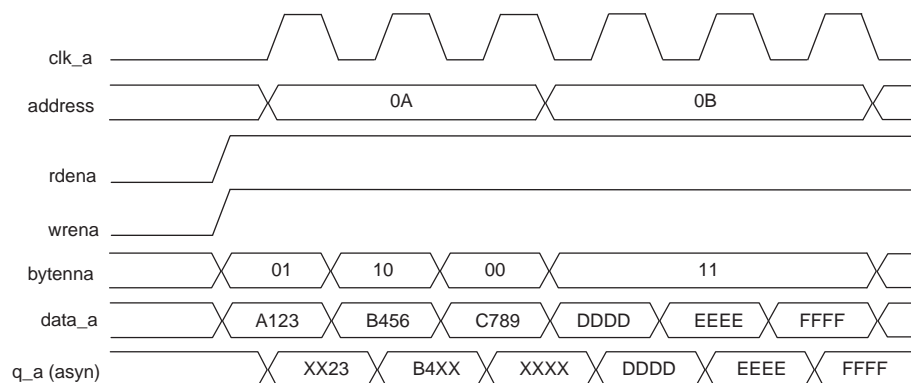 clk_a
address 0A 0B
rdena
wrena
bytenna 01 10 00 11
data_a A123 B456 C789 DDDD EEEE FFFF
q_a (asyn) XX23 B4XX XXXX DDDD EEEE FFFF